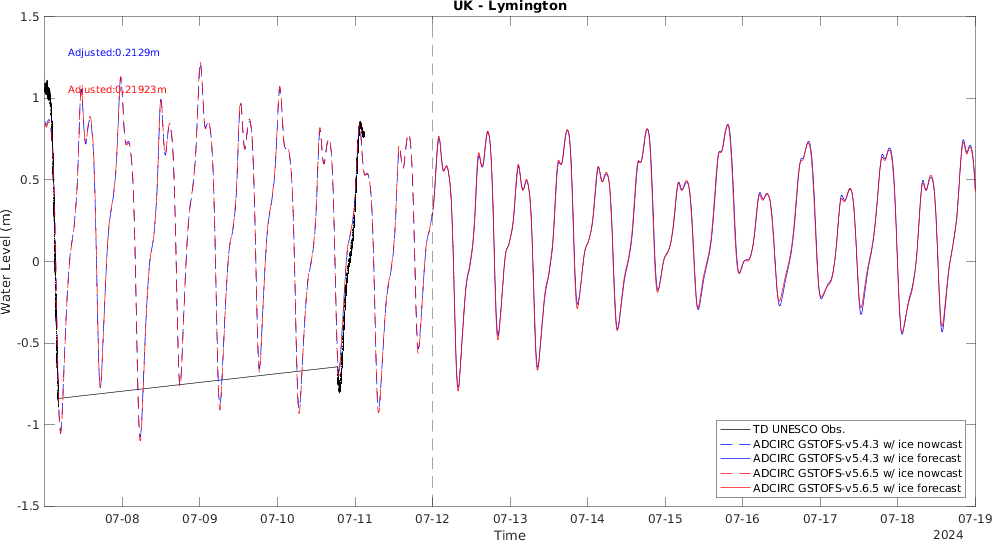 UK - Lymington
Adjusted:0.2129m
Adjusted:0.21923m
Water Level (m)
1.5
1
0.5
0
-0.5
-1
-1.5
TD UNESCO Obs.
ADCIRC GSTOFS-v5.4.3 w/ ice nowcast
ADCIRC GSTOFS-v5.4.3 w/ ice forecast
ADCIRC GSTOFS-v5.6.5 w/ ice nowcast
ADCIRC GSTOFS-v5.6.5 w/ ice forecast
07-08 07-09 07-10 07-11 07-12 07-13 07-14 07-15 07-16 07-17 07-18 07-19
Time
2024